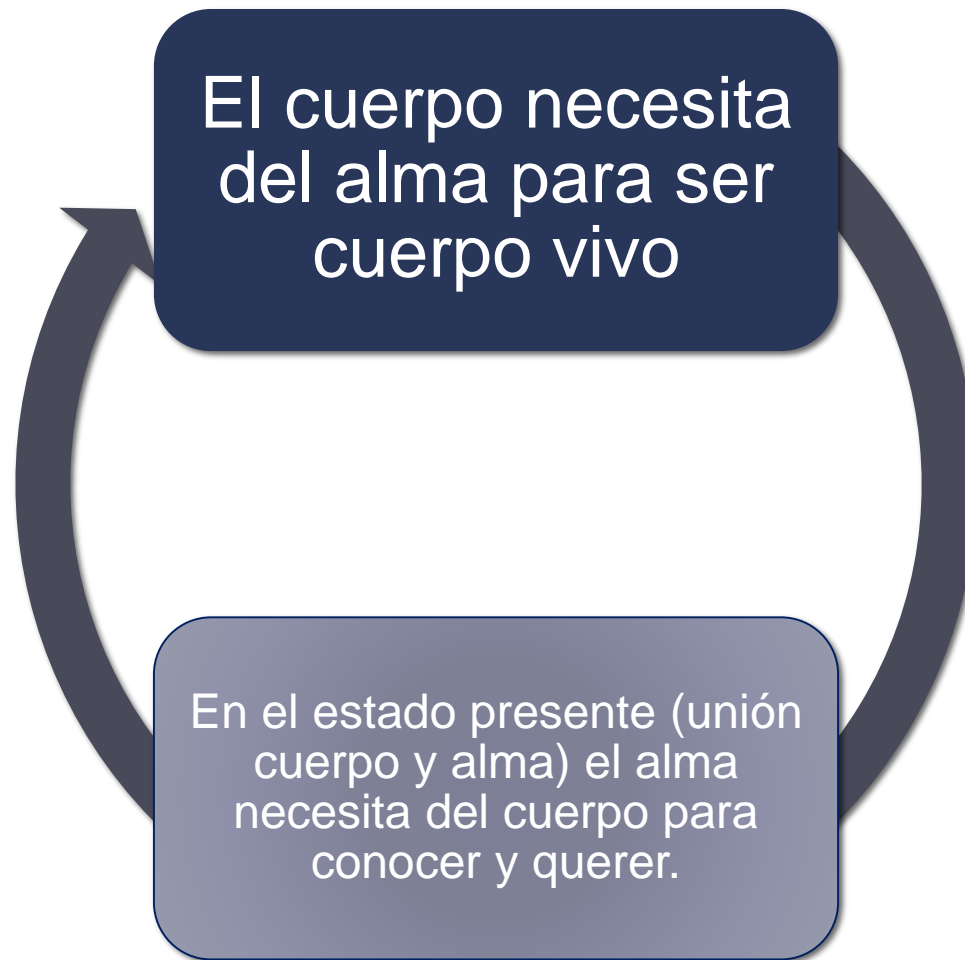 El cuerpo necesita
del alma para ser
cuerpo vivo
En el estado presente (unión
cuerpo y alma) el alma
necesita del cuerpo para
conocer y querer.